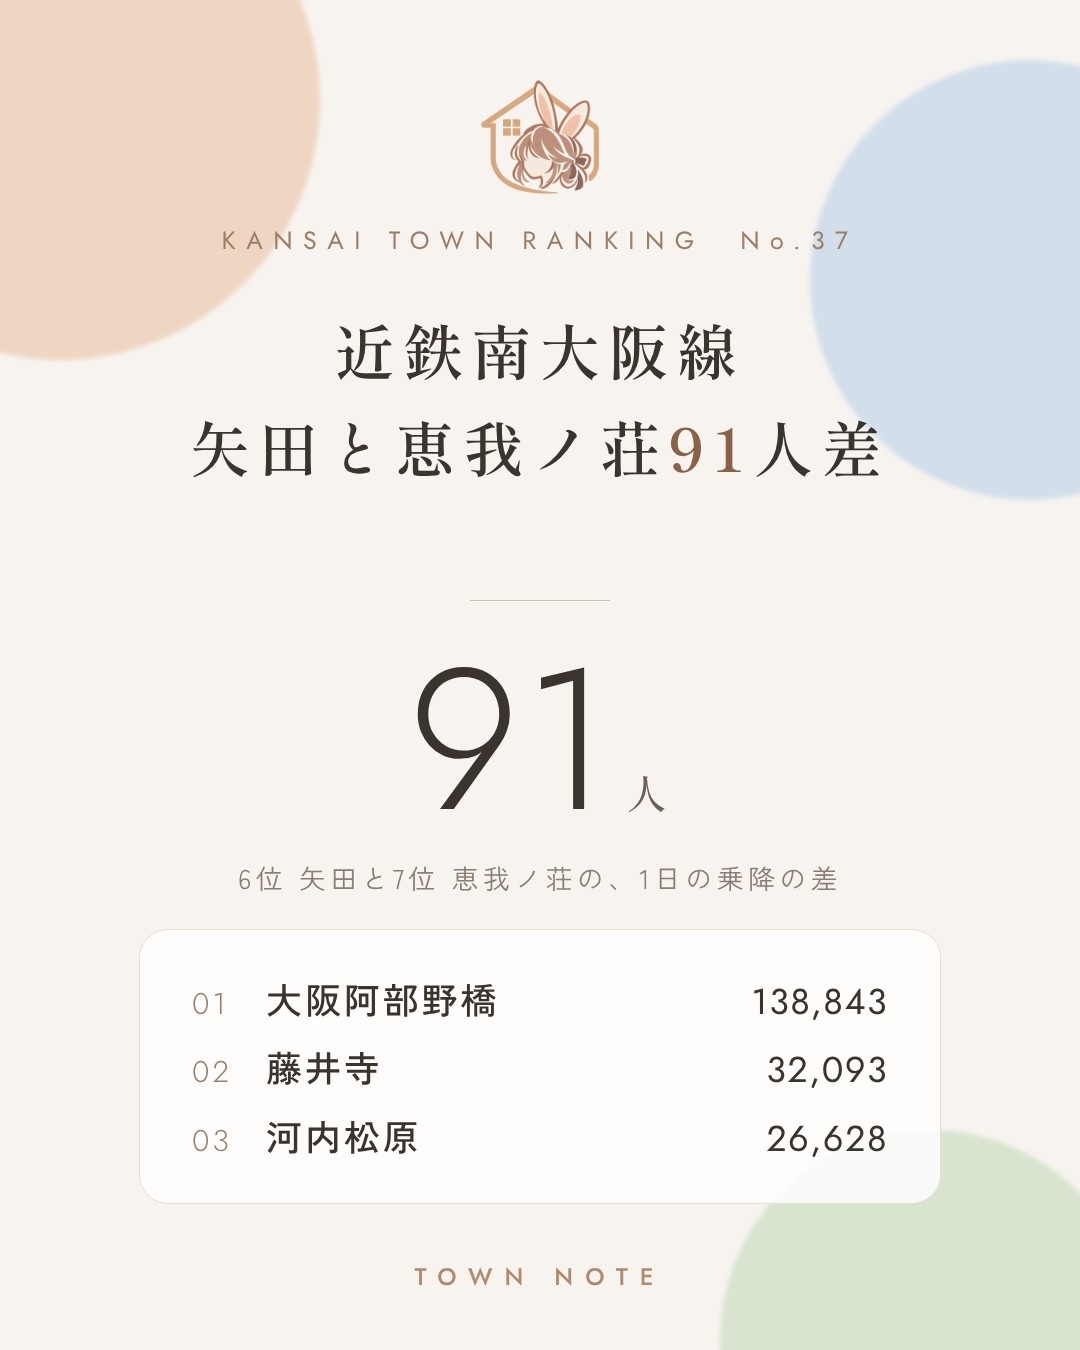 KANSAI TOWN RANKING No.37
近鉄南大阪線
矢田と恵我ノ荘91人差
91人
6位 矢田と7位 恵我ノ荘の、1日の乗降の差
01 大阪阿部野橋 138,843
02 藤井寺 32,093
03 河内松原 26,628
TOWN NOTE